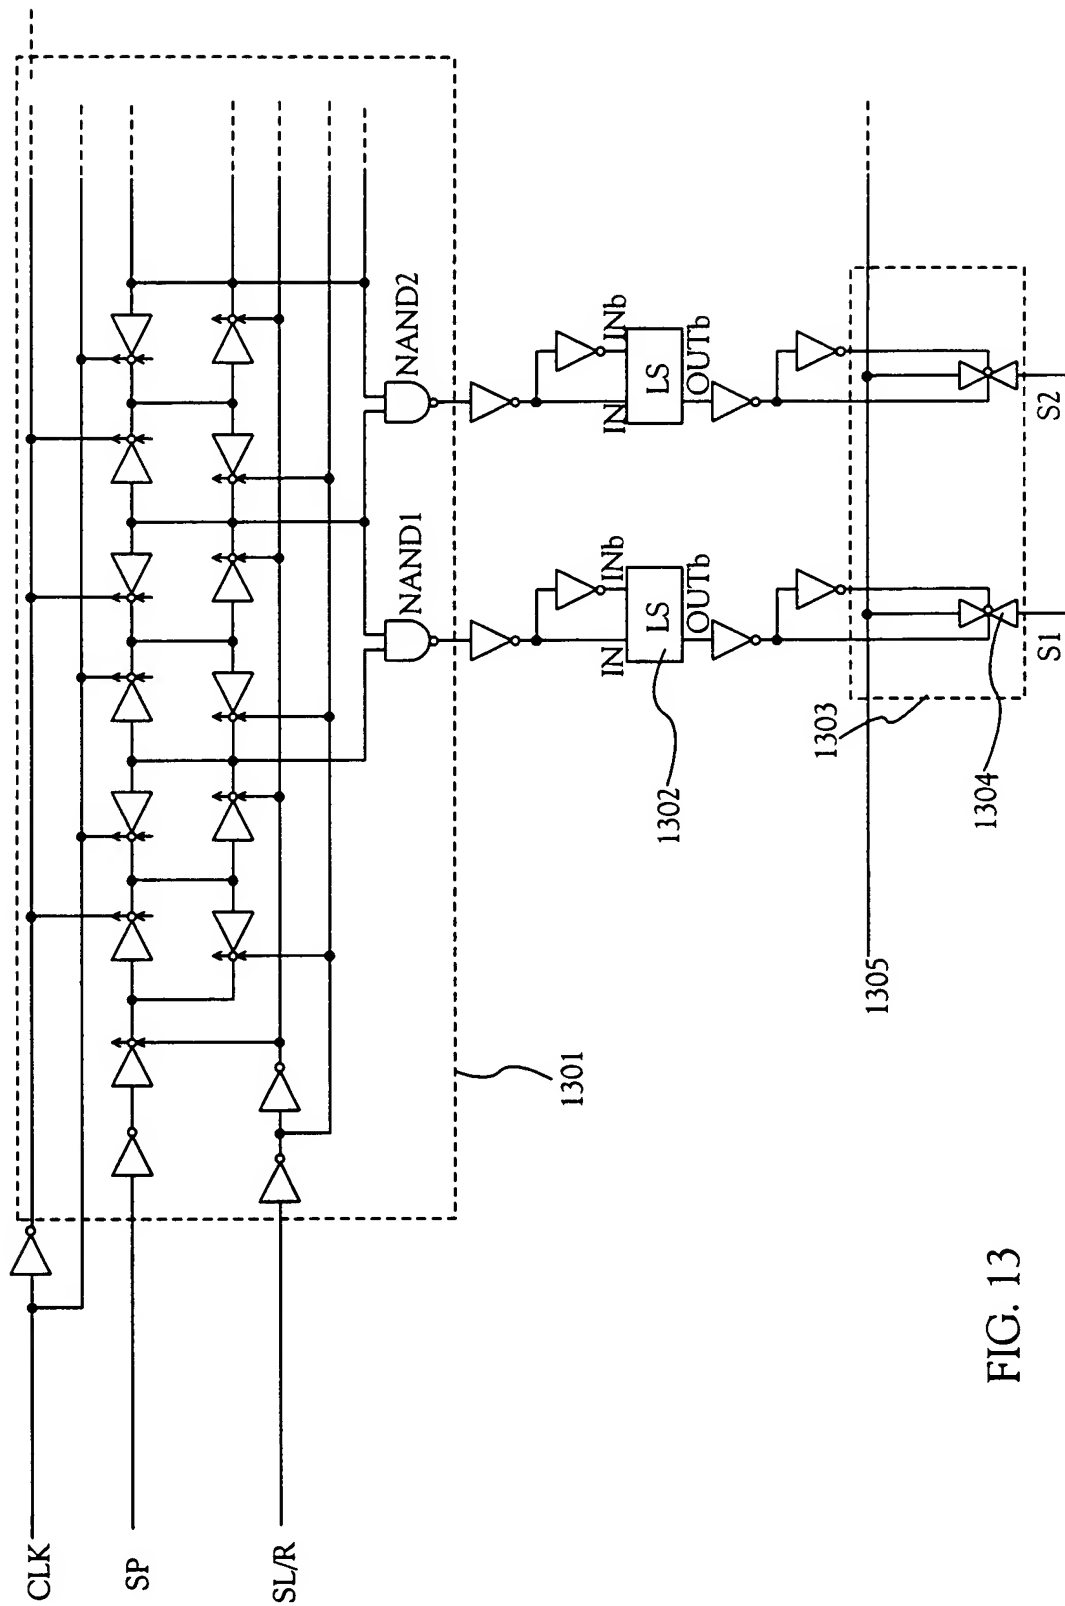 CLK
SP
SL/R
1301
NAND1
NAND2
IN
INb
LS
OUTb
IN
INb
LS
OUTb
1302
1303
1304
1305
S1
S2
FIG. 13